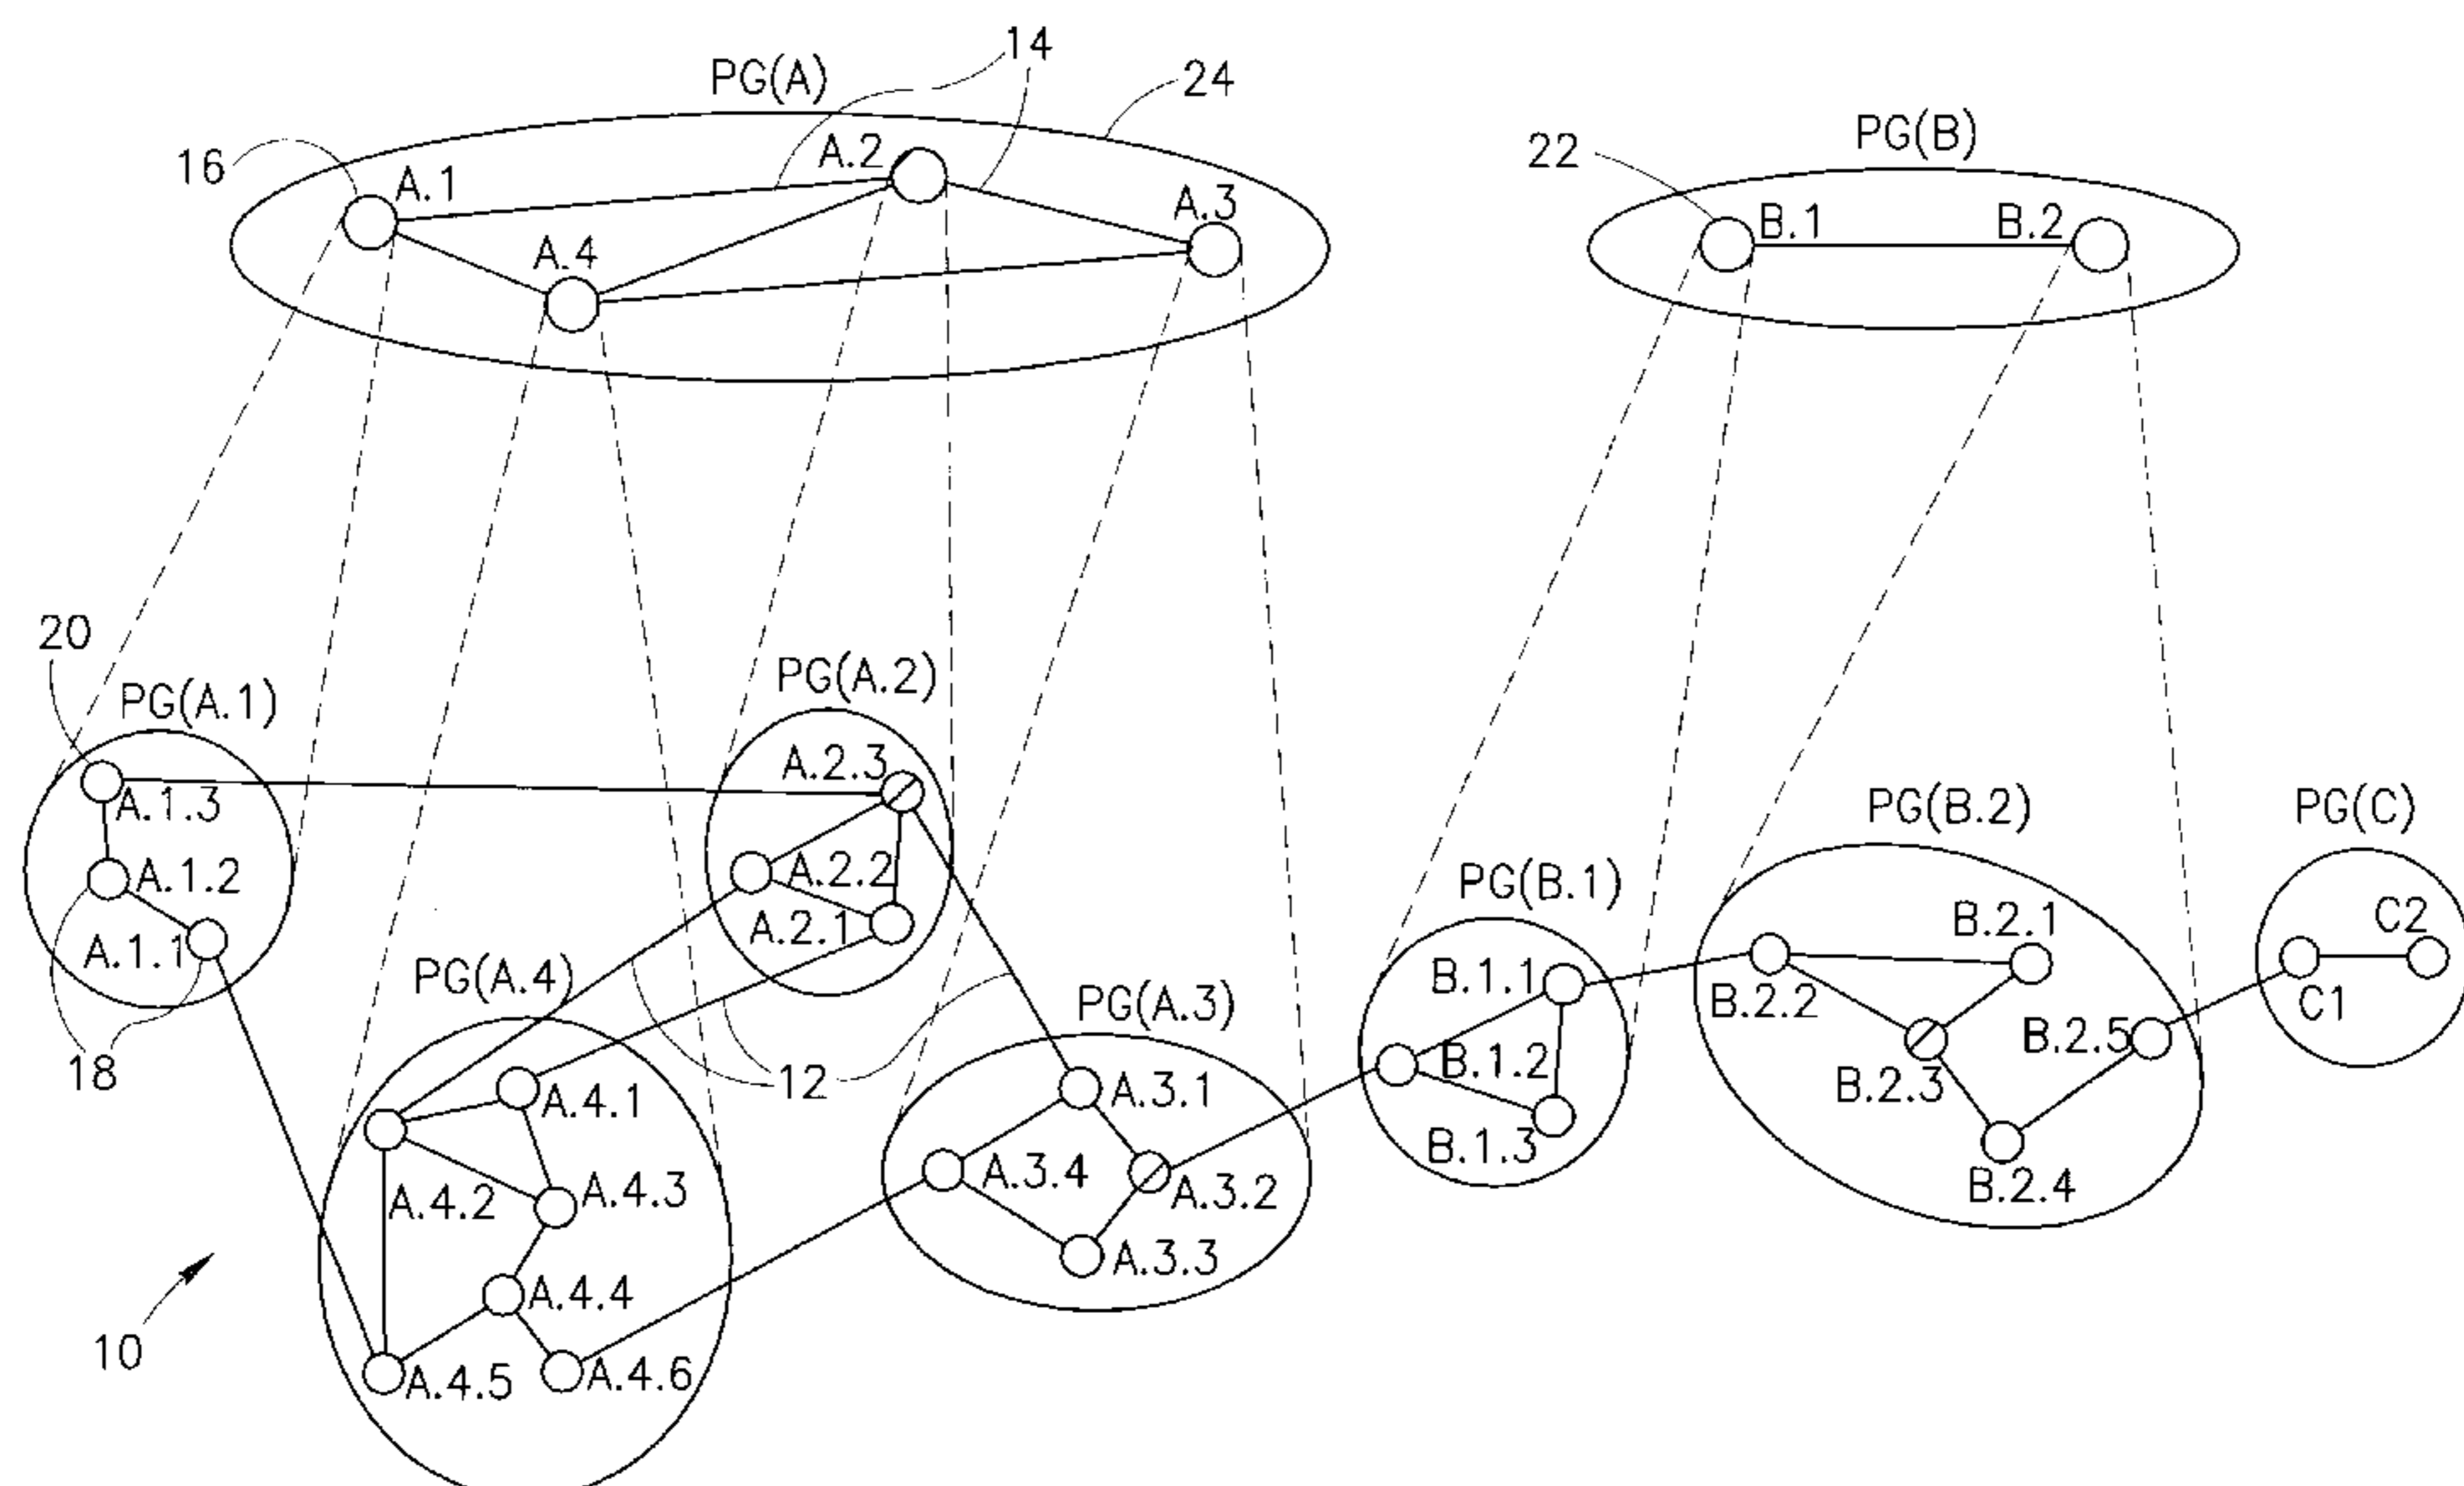 14
PG(A)
24
PG(B)
16
A.1
A.2
A.3
A.4
22
B.1
B.2
20
PG(A.1)
PG(A.2)
A.1.3
A.2.3
A.1.2
A.2.2
A.1.1
A.2.1
18
PG(A.4)
12
PG(A.3)
A.4.1
A.4.2
A.4.3
A.4.4
A.4.5
A.4.6
A.3.1
A.3.4
A.3.2
A.3.3
PG(B.1)
B.1.1
B.1.2
B.1.3
PG(B.2)
B.2.1
B.2.2
B.2.3
B.2.5
B.2.4
PG(C)
C2
C1
10